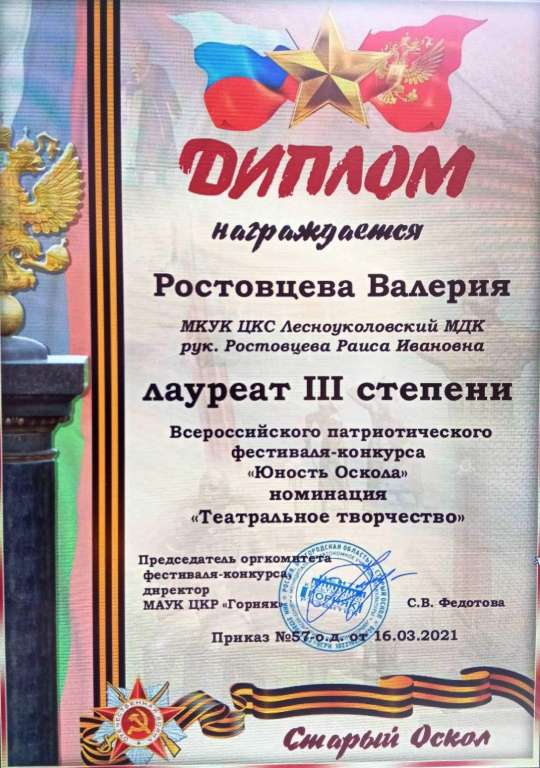 ДИПЛОМ
награждается
Ростовцева Валерия
МКУК ЦКС Лесноуколовский МДК
рук. Ростовцева Раиса Ивановна
лауреат III степени
Всероссийского патриотического
фестиваля-конкурса
«Юность Оскола»
номинация
«Театральное творчество»
Председатель оргкомитета
фестиваля-конкурса,
директор
МАУК ЦКР «Горняк»
С.В. Федотова
ГОРНЯК
Приказ №57-о.д. от 16.03.2021
Старый Оскол